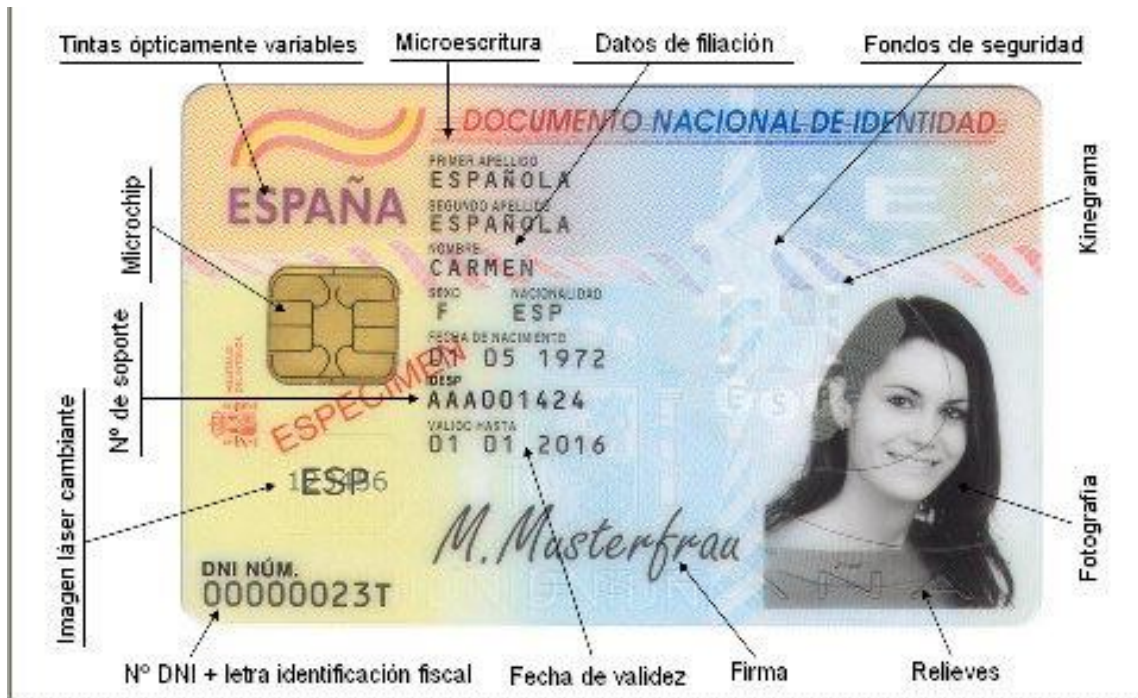 Tintas ópticamente variables
Microescritura
Datos de filiación
Fondos de seguridad
DOCUMENTO NACIONAL DE IDENTIDAD
ESPAÑA
PRIMER APELLIDO
ESPAÑOLA
SEGUNDO APELLIDO
ESPAÑOLA
NOMBRE
CARMEN
SEXO NACIONALIDAD
F ESP
FECHA DE NACIMIENTO
01 05 1972
IDESP
AAA001424
VALIDO HASTA
01 01 2016
ESPECIMEN
ESP
M. Musterfrau
DNI NÚM.
00000023T
Microchip
Nº de soporte
Imagen láser cambiante
Kinegrama
Fotografía
Nº DNI + letra identificación fiscal
Fecha de validez
Firma
Relieves